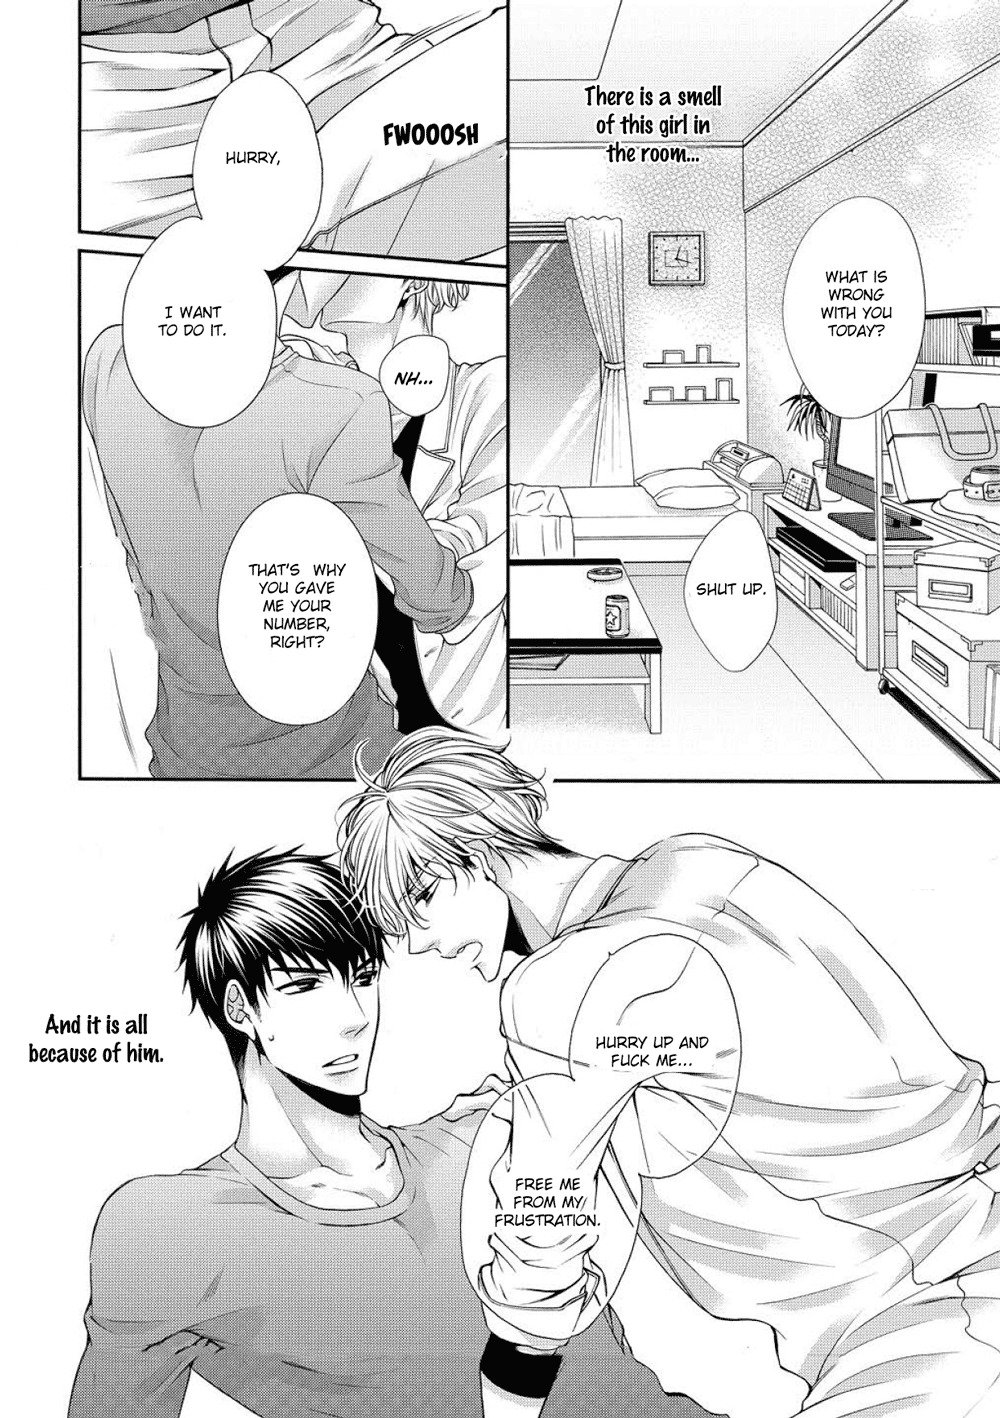 There is a smell
of this girl in
the room...
WHAT IS
WRONG
WITH YOU
TODAY?
SHUT UP.
FWOOOSH
HURRY,
I WANT
TO DO IT.
NH...
THAT'S WHY
YOU GAVE
ME YOUR
NUMBER,
RIGHT?
HURRY UP AND
FUCK ME...
FREE ME
FROM MY
FRUSTRATION.
And it is all
because of him.